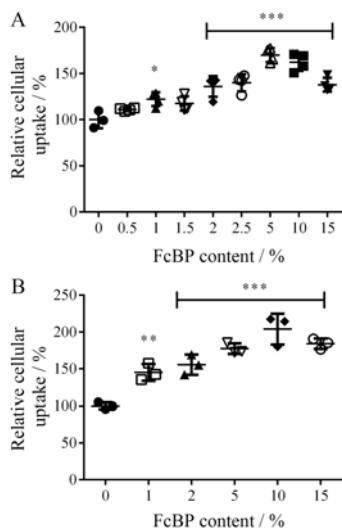 A
***
*
200
150
100
50
0
Relative cellular
uptake / %
0 0.5 1 1.5 2 2.5 5 10 15
FcBP content / %
B
***
**
250
200
150
100
50
0
Relative cellular
uptake / %
0 1 2 5 10 15
FcBP content / %